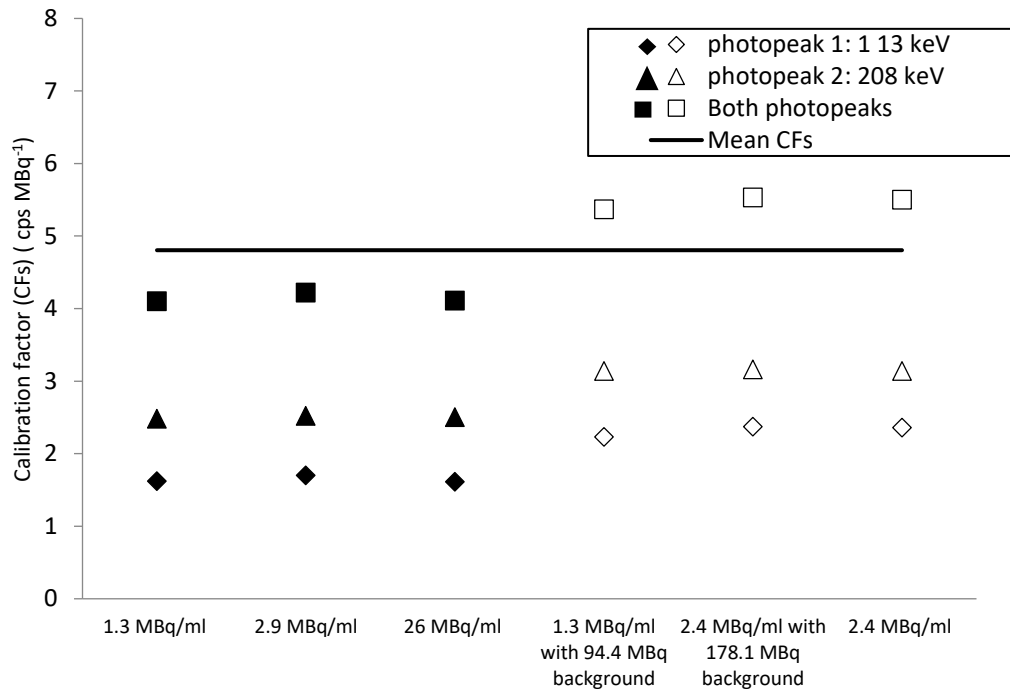 8
7
6
5
4
3
2
1
0
Calibration factor (CFs) ( cps MBq⁻¹)
photopeak 1: 1 13 keV
photopeak 2: 208 keV
Both photopeaks
Mean CFs
1.3 MBq/ml
2.9 MBq/ml
26 MBq/ml
1.3 MBq/ml
with 94.4 MBq
background
2.4 MBq/ml with
178.1 MBq
background
2.4 MBq/ml